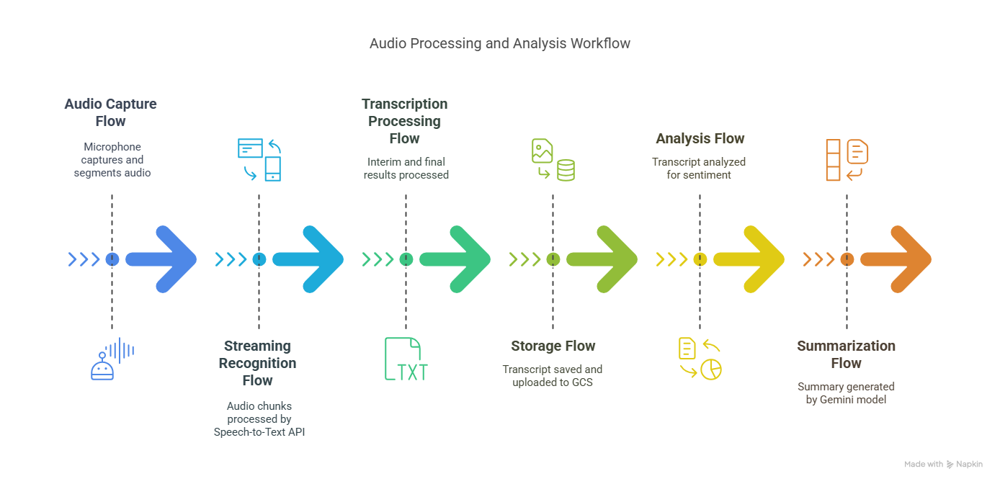 Audio Processing and Analysis Workflow
Audio Capture
Flow
Microphone
captures and
segments audio
Streaming
Recognition
Flow
Audio chunks
processed by
Speech-to-Text API
Transcription
Processing
Flow
Interim and final
results processed
TXT
Storage Flow
Transcript saved and
uploaded to GCS
Analysis Flow
Transcript analyzed
for sentiment
Summarization
Flow
Summary generated
by Gemini model
Made with Napkin